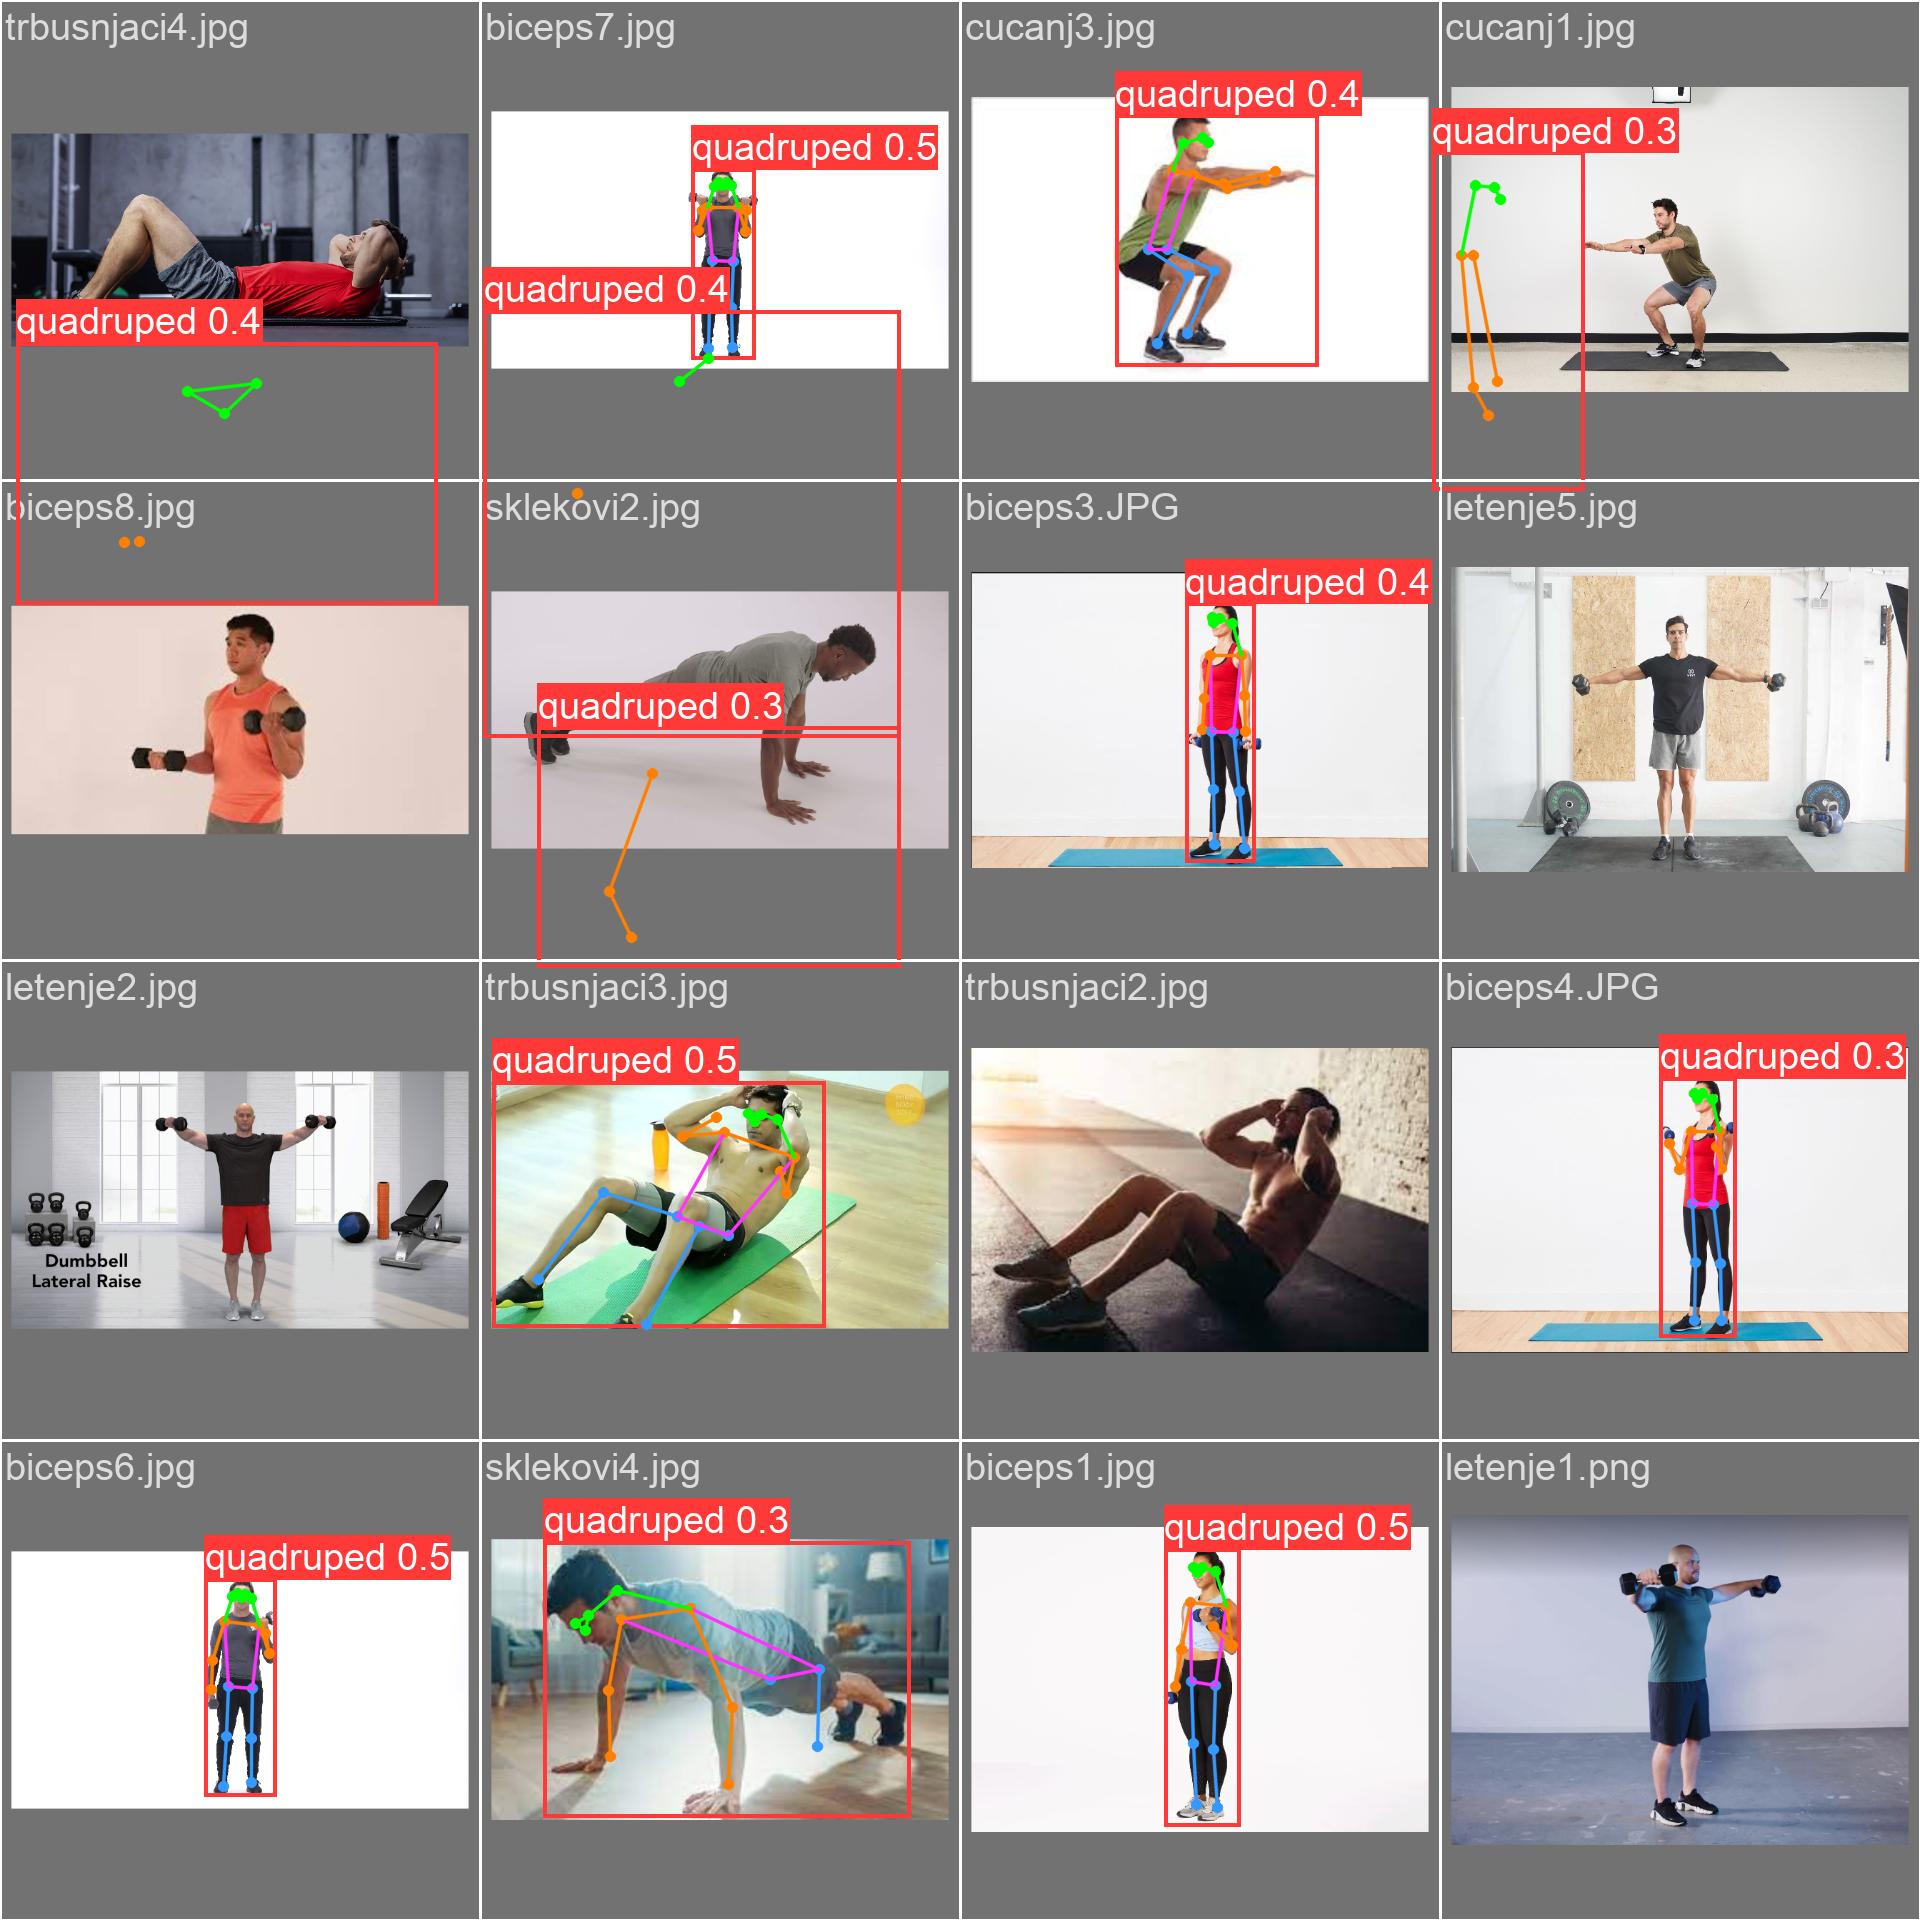 trbusnjaci4.jpg
biceps7.jpg
cucanj3.jpg
cucanj1.jpg
quadruped 0.4
quadruped 0.3
quadruped 0.5
quadruped 0.4
quadruped 0.4
biceps8.jpg
sklekovi2.jpg
biceps3.JPG
letenje5.jpg
quadruped 0.4
quadruped 0.3
letenje2.jpg
trbusnjaci3.jpg
trbusnjaci2.jpg
biceps4.JPG
quadruped 0.5
quadruped 0.3
Dumbbell
Lateral Raise
biceps6.jpg
sklekovi4.jpg
biceps1.jpg
letenje1.png
quadruped 0.3
quadruped 0.5
quadruped 0.5